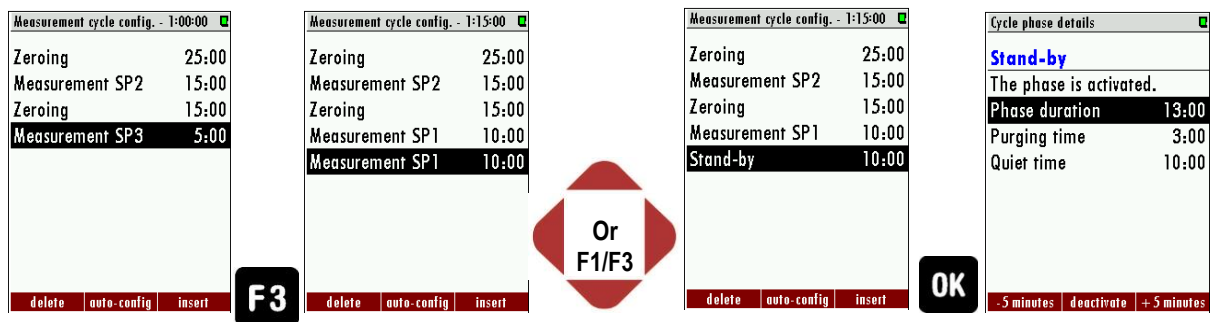 Measurement cycle config. - 1:00:00
Zeroing 25:00
Measurement SP2 15:00
Zeroing 15:00
Measurement SP3 5:00
delete auto-config insert
F3
Measurement cycle config. - 1:15:00
Zeroing 25:00
Measurement SP2 15:00
Zeroing 15:00
Measurement SP1 10:00
Measurement SP1 10:00
delete auto-config insert
Or
F1/F3
Measurement cycle config. - 1:15:00
Zeroing 25:00
Measurement SP2 15:00
Zeroing 15:00
Measurement SP1 10:00
Stand-by 10:00
delete auto-config insert
OK
Cycle phase details
Stand-by
The phase is activated.
Phase duration 13:00
Purging time 3:00
Quiet time 10:00
-5 minutes deactivate +5 minutes